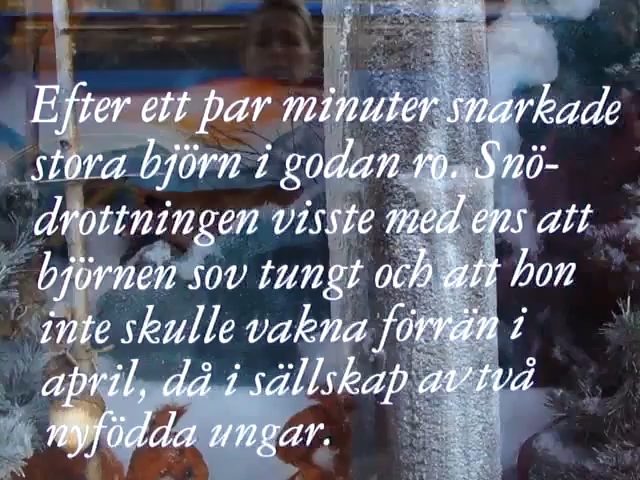 Efter ett par minuter snarkade
stora björn i godan ro. Snö-
drottningen visste med ens att
björnen sov tungt och att hon
inte skulle vakna förrän i
april, då i sällskap av två
nyfödda ungar.